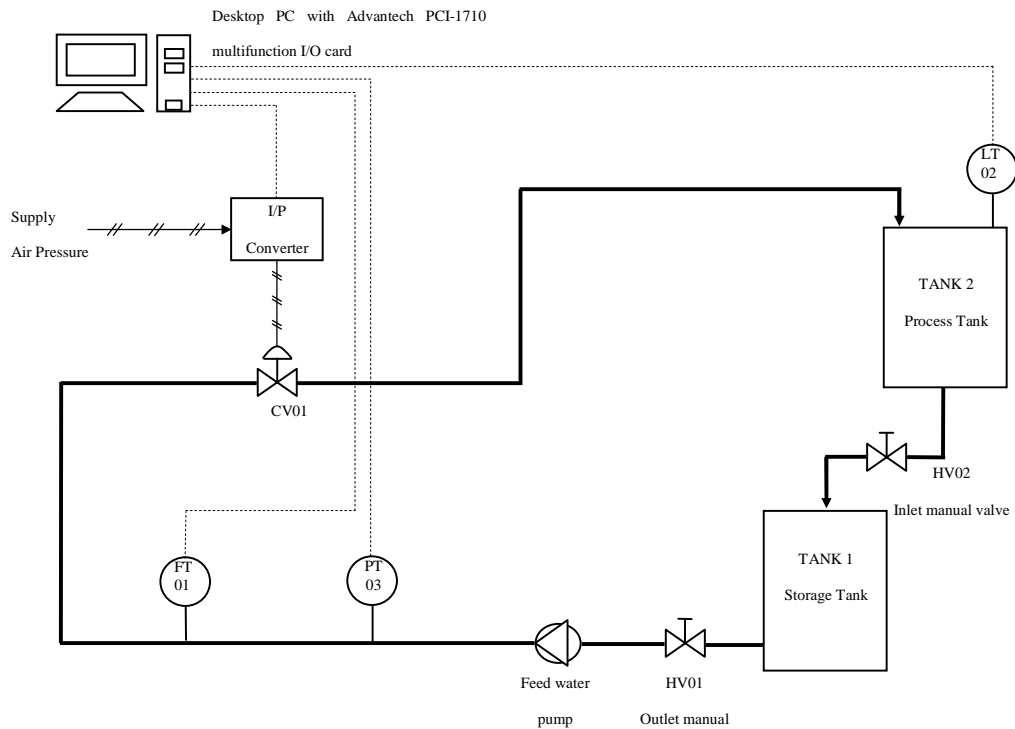 Desktop PC with Advantech PCI-1710
multifunction I/O card
LT
02
I/P
Converter
Supply
Air Pressure
TANK 2
Process Tank
CV01
HV02
Inlet manual valve
TANK 1
Storage Tank
FT
01
PT
03
Feed water
pump
HV01
Outlet manual